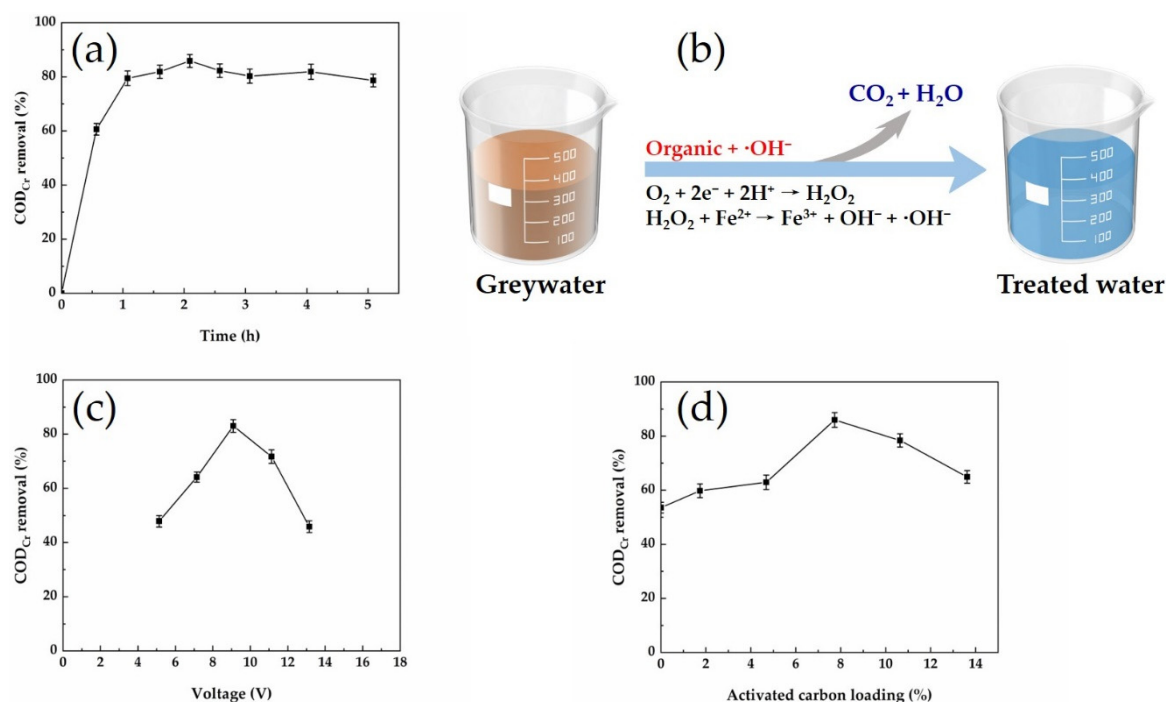 (a)
100
80
60
40
20
0
COD_Cr removal (%)
0 1 2 3 4 5
Time (h)
(b)
CO₂ + H₂O
Organic + ·OH⁻
O₂ + 2e⁻ + 2H⁺ → H₂O₂
H₂O₂ + Fe²⁺ → Fe³⁺ + OH⁻ + ·OH⁻
500
400
300
200
100
Greywater
500
400
300
200
100
Treated water
(c)
100
80
60
40
20
0
COD_Cr removal (%)
0 2 4 6 8 10 12 14 16 18
Voltage (V)
(d)
100
80
60
40
20
0
COD_Cr removal (%)
0 2 4 6 8 10 12 14
Activated carbon loading (%)